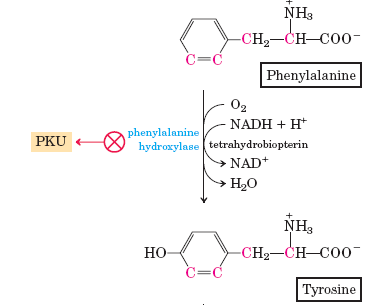 +
NH3
CH2—CH—COO−
C=C
Phenylalanine
O2
NADH + H+
PKU
phenylalanine
hydroxylase
tetrahydrobiopterin
NAD+
H2O
+
NH3
HO—
CH2—CH—COO−
C=C
Tyrosine